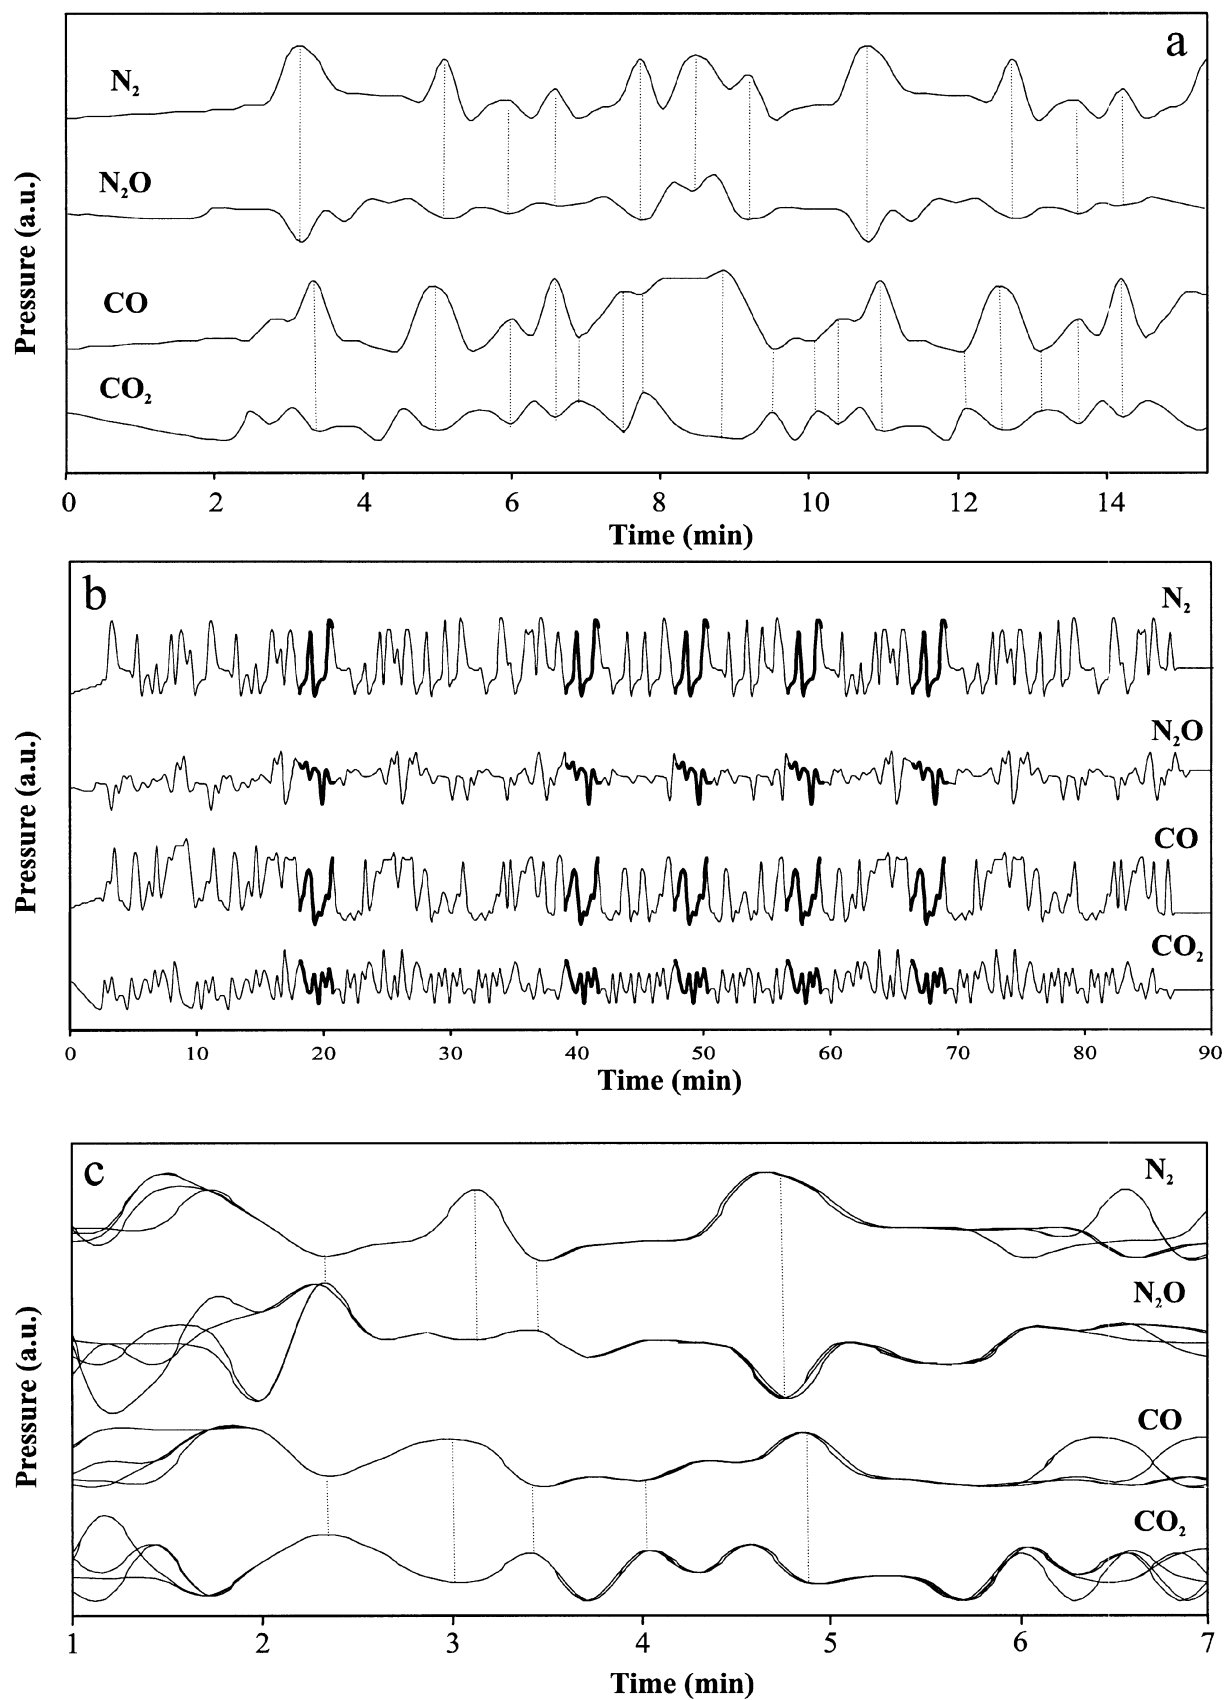 a
N₂
N₂O
Pressure (a.u.)
CO
CO₂
0 2 4 6 8 10 12 14
Time (min)
b
N₂
N₂O
Pressure (a.u.)
CO
CO₂
0 10 20 30 40 50 60 70 80 90
Time (min)
c
N₂
N₂O
Pressure (a.u.)
CO
CO₂
1 2 3 4 5 6 7
Time (min)